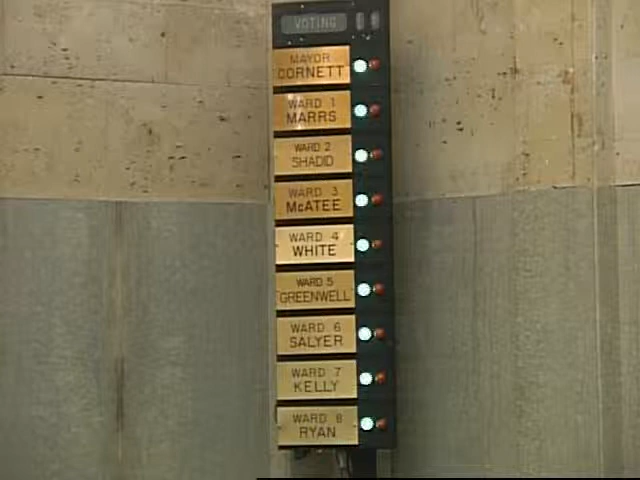 VOTING
MAYOR
CORNETT
WARD 1
MARRS
WARD 2
SHADID
WARD 3
McATEE
WARD 4
WHITE
WARD 5
GREENWELL
WARD 6
SALYER
WARD 7
KELLY
WARD 8
RYAN